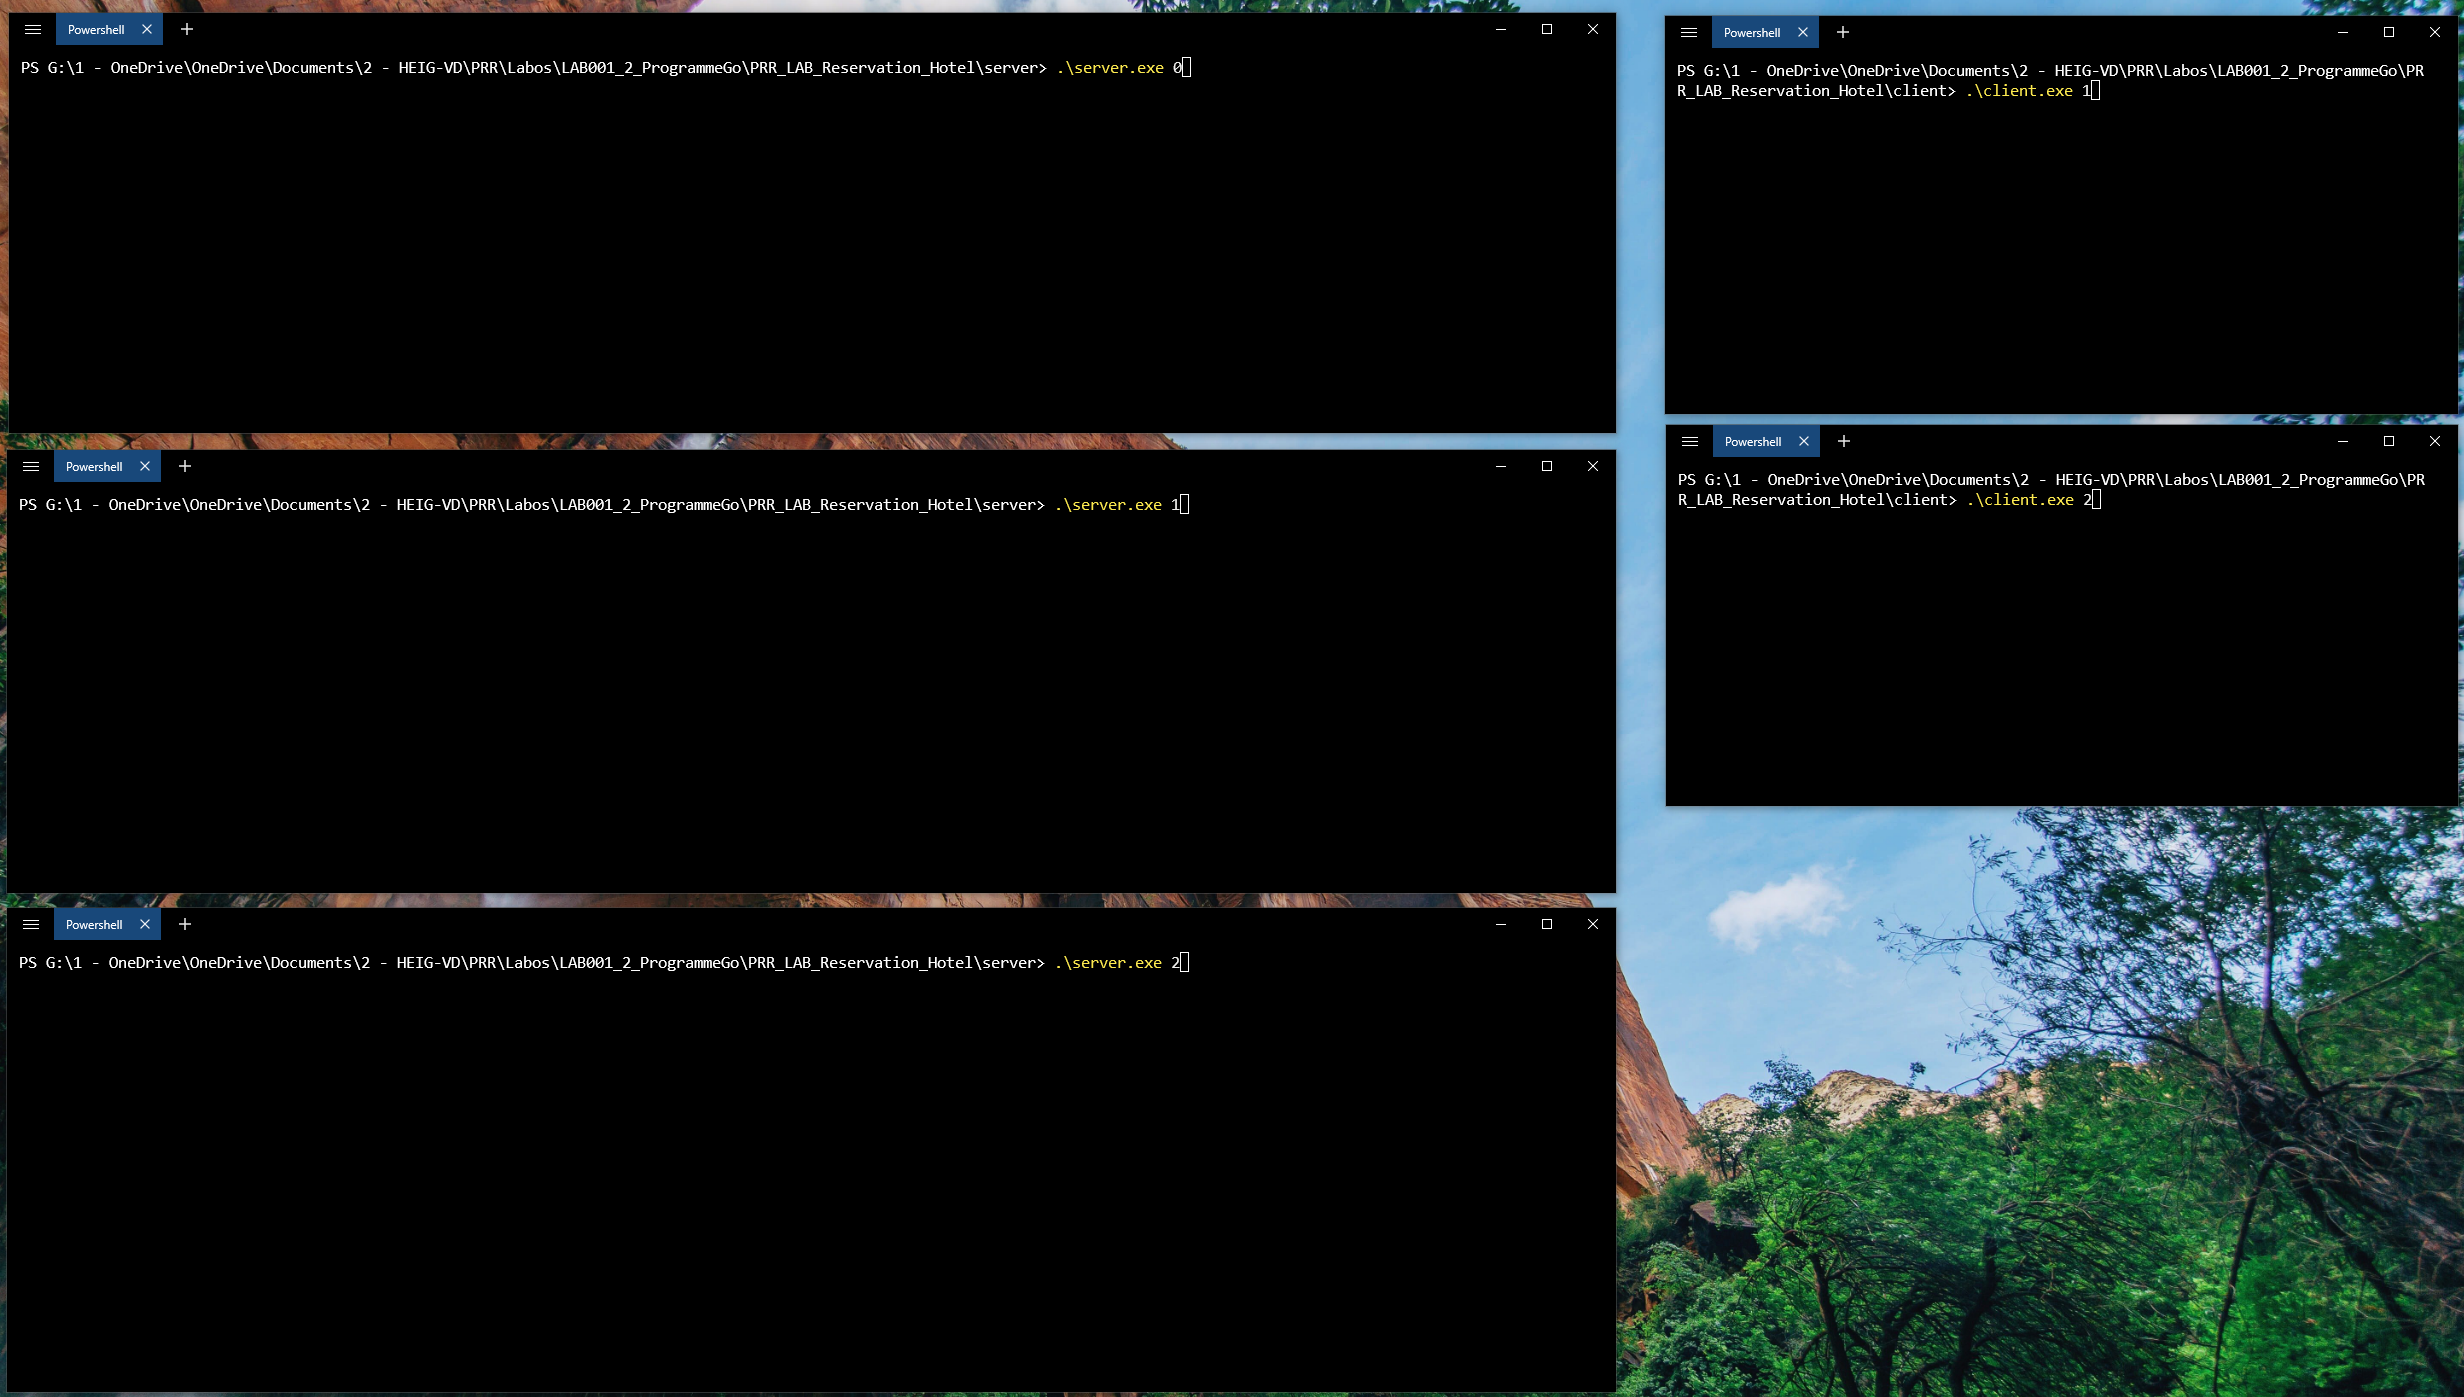 Powershell
PS G:\1 - OneDrive\OneDrive\Documents\2 - HEIG-VD\PRR\Labos\LAB001_2_ProgrammeGo\PRR_LAB_Reservation_Hotel\server> .\server.exe 0
Powershell
PS G:\1 - OneDrive\OneDrive\Documents\2 - HEIG-VD\PRR\Labos\LAB001_2_ProgrammeGo\PRR_LAB_Reservation_Hotel\server> .\server.exe 1
Powershell
PS G:\1 - OneDrive\OneDrive\Documents\2 - HEIG-VD\PRR\Labos\LAB001_2_ProgrammeGo\PRR_LAB_Reservation_Hotel\server> .\server.exe 2
Powershell
PS G:\1 - OneDrive\OneDrive\Documents\2 - HEIG-VD\PRR\Labos\LAB001_2_ProgrammeGo\PR
R_LAB_Reservation_Hotel\client> .\client.exe 1
Powershell
PS G:\1 - OneDrive\OneDrive\Documents\2 - HEIG-VD\PRR\Labos\LAB001_2_ProgrammeGo\PR
R_LAB_Reservation_Hotel\client> .\client.exe 2